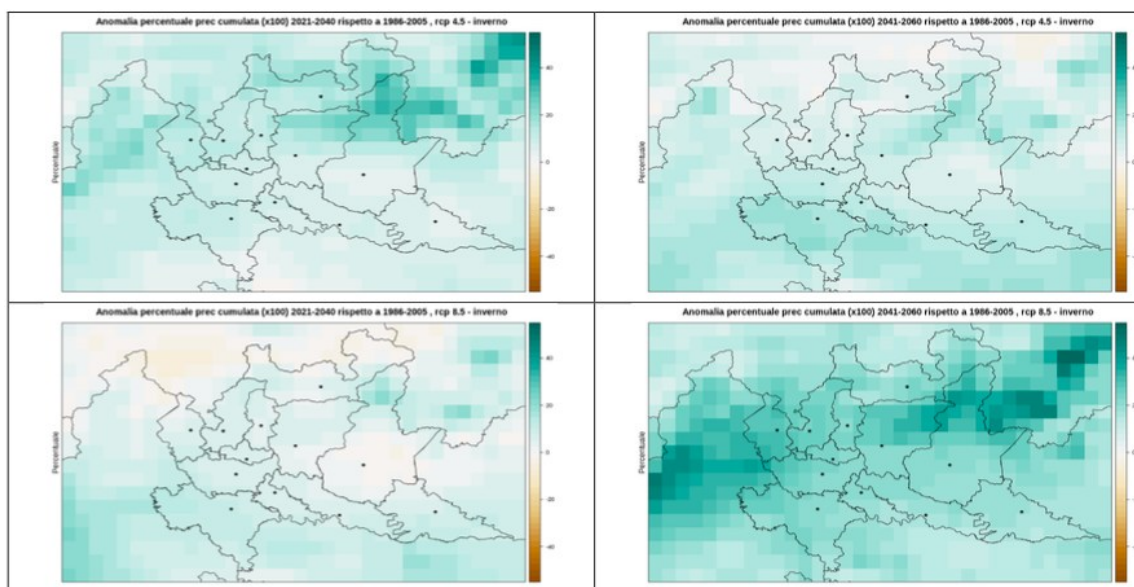 Anomalia percentuale prec cumulata (x100) 2021-2040 rispetto a 1986-2005 , rcp 4.5 - inverno
Percentuale
40
20
0
-20
-40
Anomalia percentuale prec cumulata (x100) 2041-2060 rispetto a 1986-2005 , rcp 4.5 - inverno
Percentuale
Anomalia percentuale prec cumulata (x100) 2021-2040 rispetto a 1986-2005 , rcp 8.5 - inverno
Percentuale
40
20
0
-20
-40
Anomalia percentuale prec cumulata (x100) 2041-2060 rispetto a 1986-2005 , rcp 8.5 - inverno
Percentuale